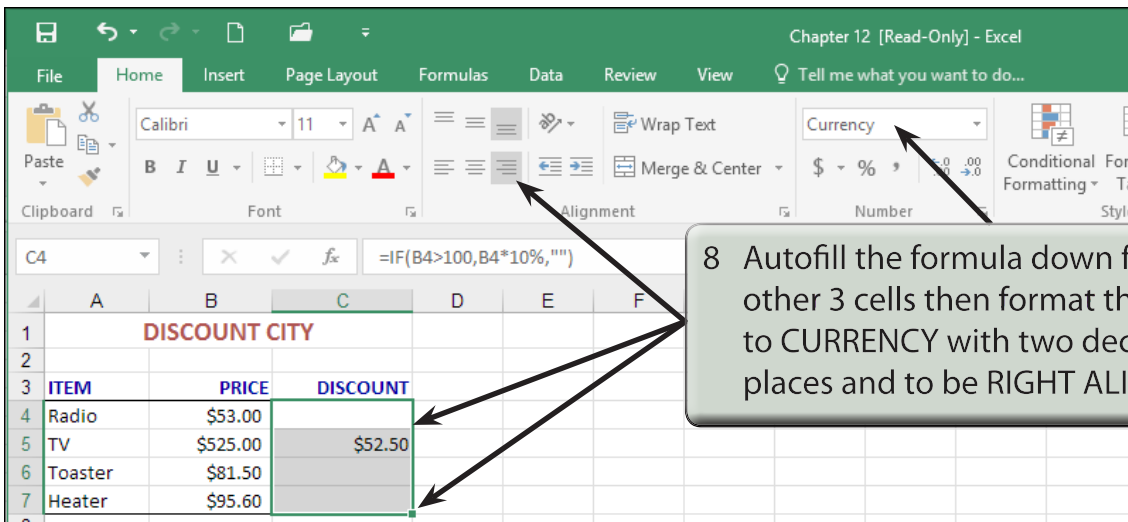 Chapter 12 [Read-Only] - Excel
File Home Insert Page Layout Formulas Data Review View Tell me what you want to do...
Calibri 11 A A Wrap Text Currency
Paste B I U A Merge & Center $ % , .0 .00 Conditional
Formatting
Clipboard Font Alignment Number
C4 fx =IF(B4>100,B4*10%,"")
8 Autofill the formula down
other 3 cells then format
to CURRENCY with two
places and to be RIGHT
A B C D E F
1 DISCOUNT CITY
2
3 ITEM PRICE DISCOUNT
4 Radio $53.00
5 TV $525.00 $52.50
6 Toaster $81.50
7 Heater $95.60